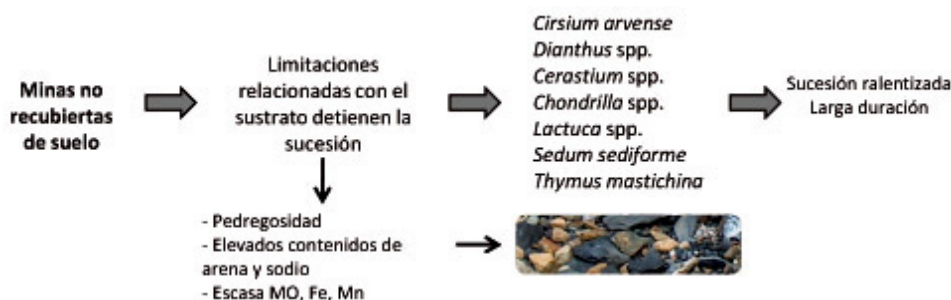 Minas no
recubiertas
de suelo
Limitaciones
relacionadas con el
sustrato detienen la
sucesión
- Pedregosidad
- Elevados contenidos de
arena y sodio
- Escasa MO, Fe, Mn
Cirsium arvense
Dianthus spp.
Cerastium spp.
Chondrilla spp.
Lactuca spp.
Sedum sediforme
Thymus mastichina
Sucesión ralentizada
Larga duración